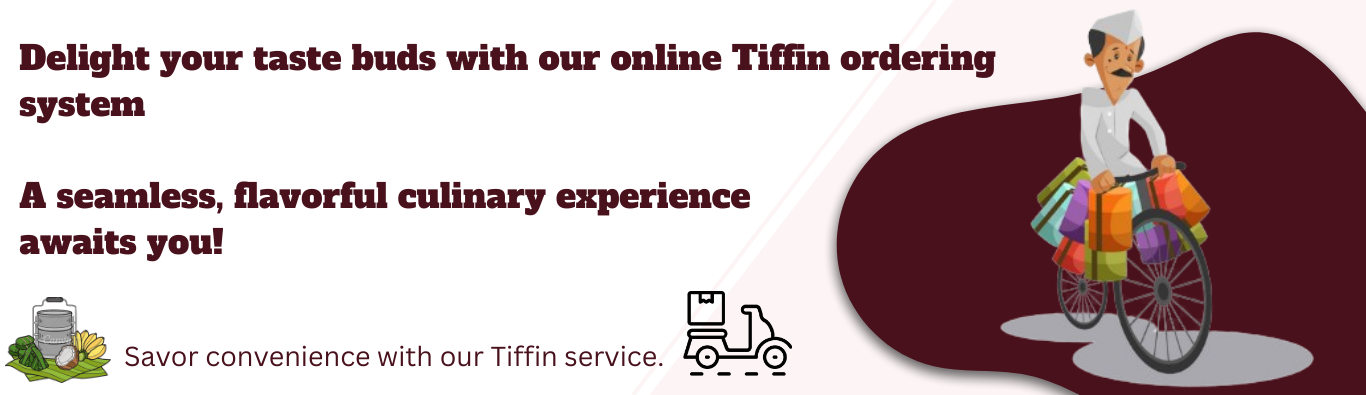 Delight your taste buds with our online Tiffin ordering
system
A seamless, flavorful culinary experience
awaits you!
Savor convenience with our Tiffin service.